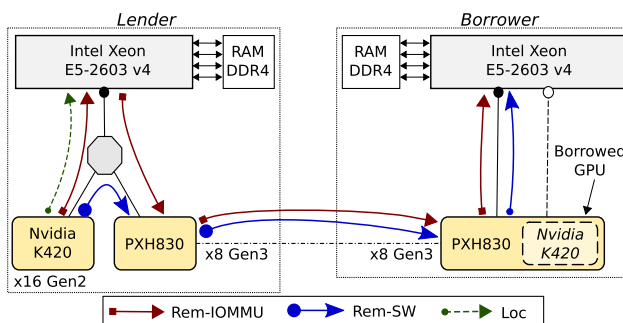 Lender
Borrower
Intel Xeon
E5-2603 v4
RAM
DDR4
RAM
DDR4
Intel Xeon
E5-2603 v4
Borrowed
GPU
Nvidia
K420
PXH830
PXH830
Nvidia
K420
x8 Gen3
x8 Gen3
x16 Gen2
Rem-IOMMU
Rem-SW
Loc